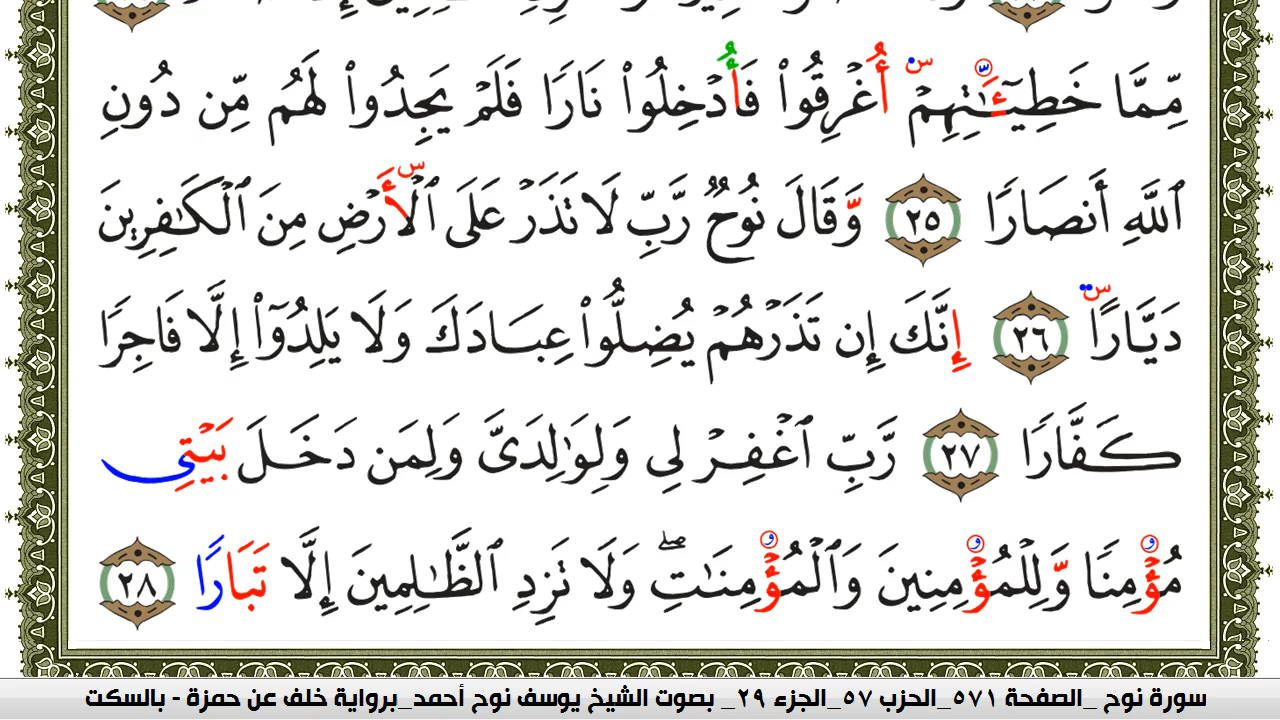 مِّمَّا خَطِيٓـَٰٔتِهِمْ أُغْرِقُوا۟ فَأُدْخِلُوا۟ نَارًا فَلَمْ يَجِدُوا۟ لَهُم مِّن دُونِ
ٱللَّهِ أَنصَارًا ٢٥ وَّقَالَ نُوحٌ رَّبِّ لَا تَذَرْ عَلَى ٱلْأَرْضِ مِنَ ٱلْكَٰفِرِينَ
دَيَّارًا ٢٦ إِنَّكَ إِن تَذَرْهُمْ يُضِلُّوا۟ عِبَادَكَ وَلَا يَلِدُوٓا۟ إِلَّا فَاجِرًا
كَفَّارًا ٢٧ رَّبِّ ٱغْفِرْ لِى وَلِوَٰلِدَىَّ وَلِمَن دَخَلَ بَيْتِى
مُؤْمِنًا وَّلِلْمُؤْمِنِينَ وَٱلْمُؤْمِنَٰتِ ۖ وَلَا تَزِدِ ٱلظَّٰلِمِينَ إِلَّا تَبَارًا ٢٨
سورة نوح _الصفحة ٥٧١_الحزب ٥٧_الجزء ٢٩_ بصوت الشيخ يوسف نوح أحمد_برواية خلف عن حمزة - بالسكت